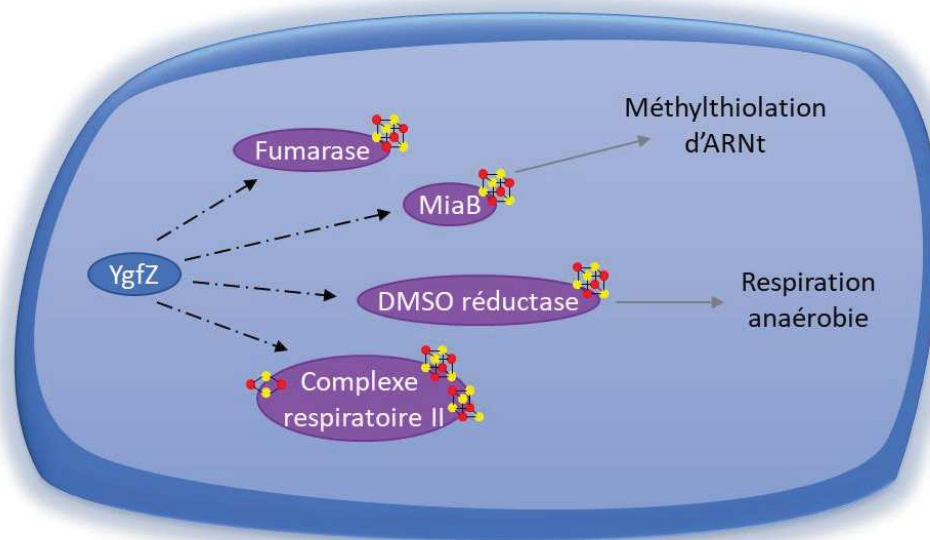 Méthylthiolation
d'ARNt
Fumarase
MiaB
YgfZ
DMSO réductase
Respiration
anaérobie
Complexe
respiratoire II